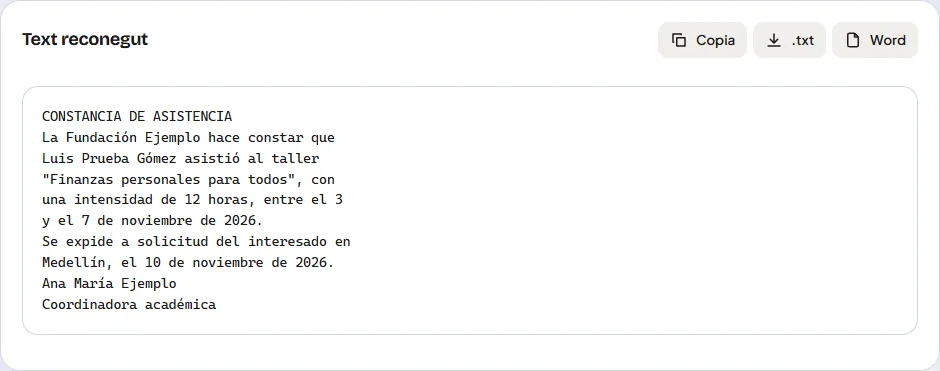 Text reconegut
Copia
.txt
Word
CONSTANCIA DE ASISTENCIA
La Fundación Ejemplo hace constar que
Luis Prueba Gómez asistió al taller
"Finanzas personales para todos", con
una intensidad de 12 horas, entre el 3
y el 7 de noviembre de 2026.
Se expide a solicitud del interesado en
Medellín, el 10 de noviembre de 2026.
Ana María Ejemplo
Coordinadora académica